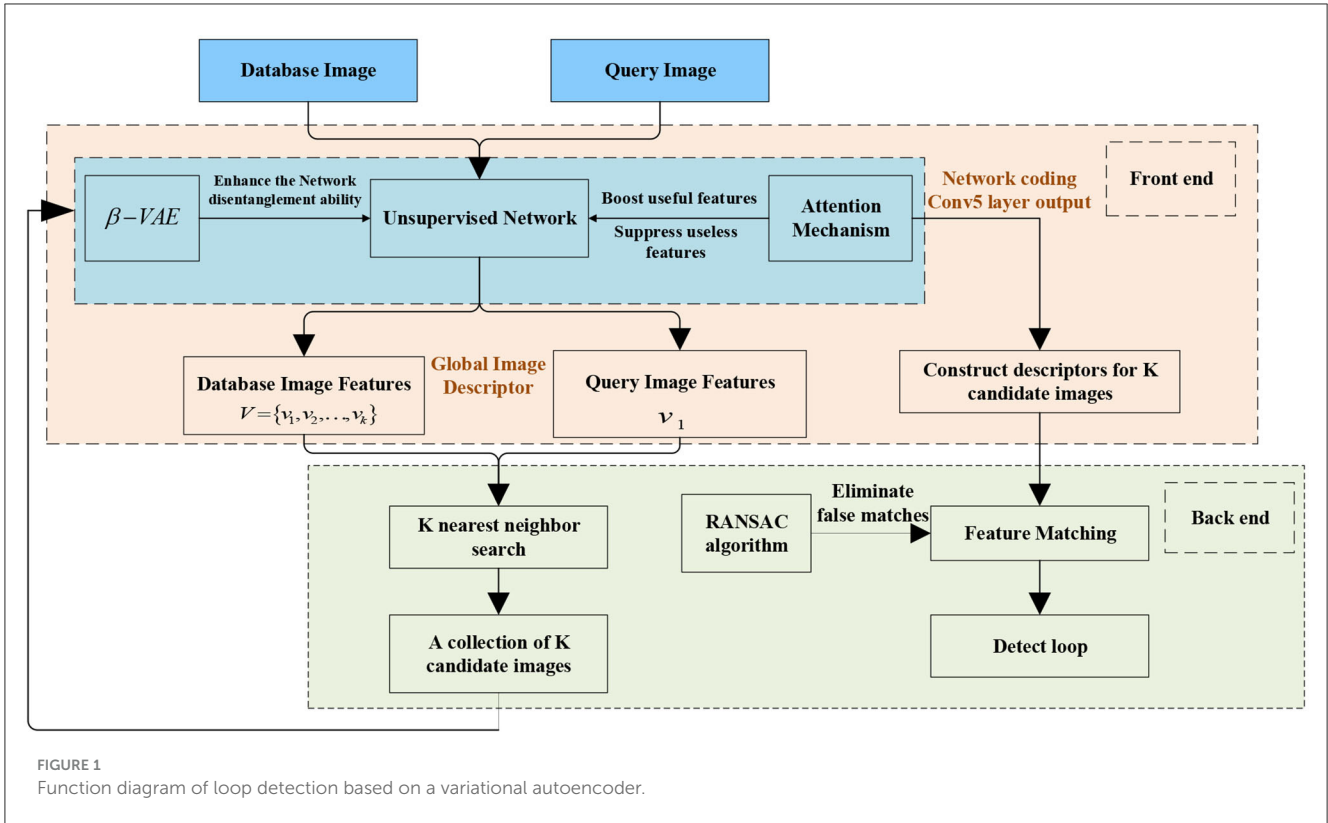 Database Image
Query Image
Front end
β-VAE
Enhance the Network
disentanglement ability
Unsupervised Network
Boost useful features
Suppress useless
features
Attention
Mechanism
Network coding
Conv5 layer output
Database Image Features
V={v₁,v₂,...,vₖ}
Global Image
Descriptor
Query Image Features
v₁
Construct descriptors for K
candidate images
K nearest neighbor
search
RANSAC
algorithm
Eliminate
false matches
Feature Matching
Back end
A collection of K
candidate images
Detect loop
FIGURE 1
Function diagram of loop detection based on a variational autoencoder.